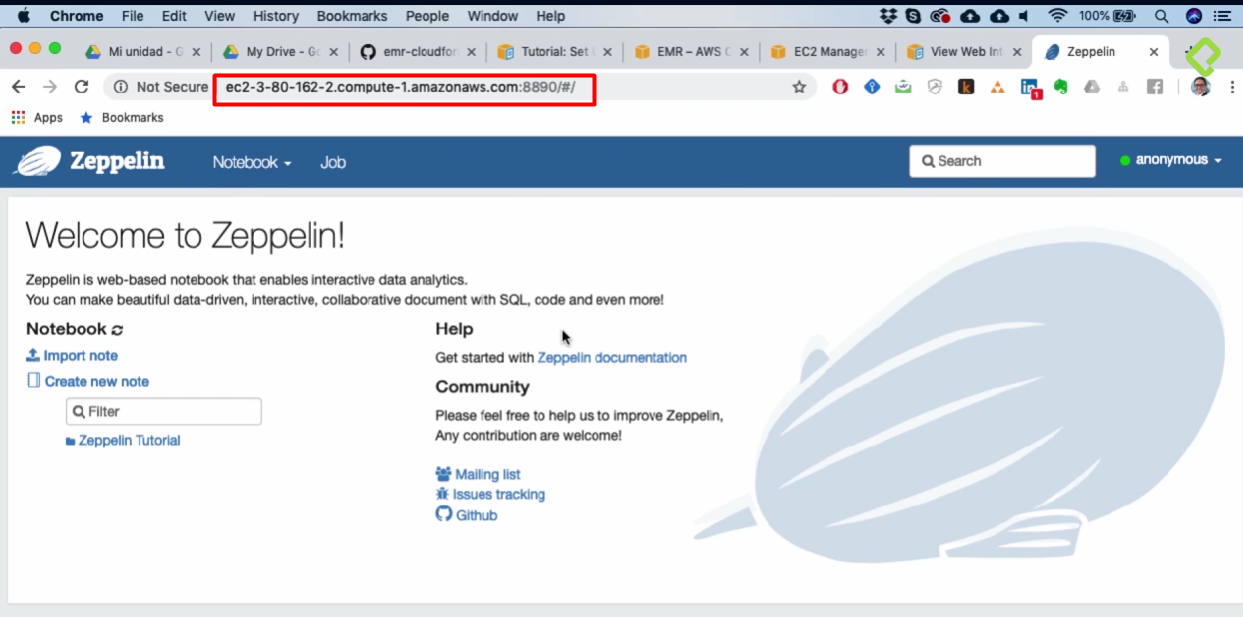 Chrome File Edit View History Bookmarks People Window Help 100%
Mi unidad - G My Drive - Go emr-cloudfor Tutorial: Set U EMR – AWS C EC2 Manager View Web Int Zeppelin
Not Secure ec2-3-80-162-2.compute-1.amazonaws.com:8890/#/
Apps Bookmarks
Zeppelin Notebook Job Search anonymous
Welcome to Zeppelin!
Zeppelin is web-based notebook that enables interactive data analytics.
You can make beautiful data-driven, interactive, collaborative document with SQL, code and even more!
Notebook
Import note
Create new note
Filter
Zeppelin Tutorial
Help
Get started with Zeppelin documentation
Community
Please feel free to help us to improve Zeppelin,
Any contribution are welcome!
Mailing list
Issues tracking
Github